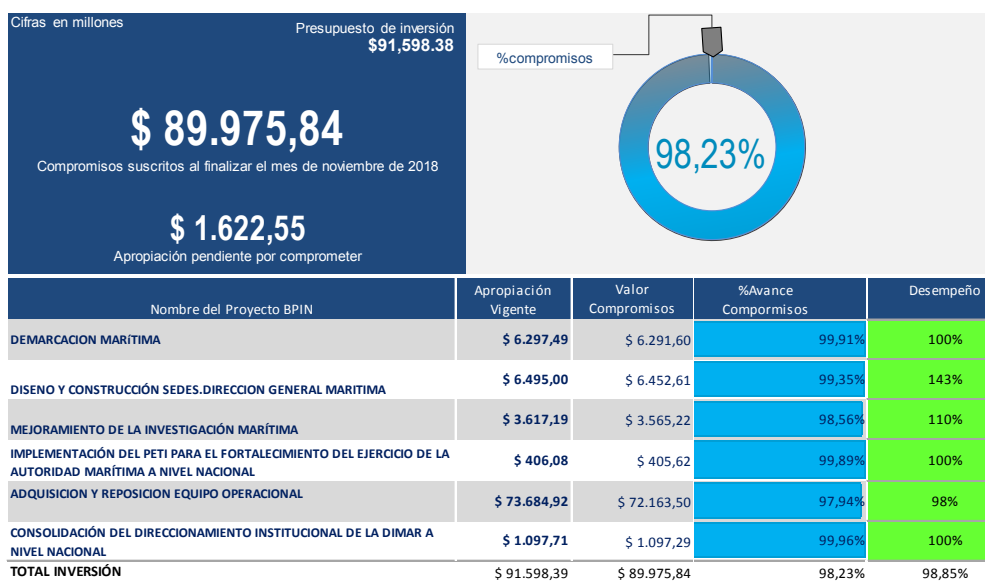 Cifras en millones
Presupuesto de inversión
$91,598.38
$ 89.975,84
Compromisos suscritos al finalizar el mes de noviembre de 2018
$ 1.622,55
Apropiación pendiente por comprometer
%compromisos
98,23%
Nombre del Proyecto BPIN Apropiación Vigente Valor Compromisos %Avance Compormisos Desempeño
DEMARCACION MARíTIMA $ 6.297,49 $ 6.291,60 99,91% 100%
DISENO Y CONSTRUCCIÓN SEDES.DIRECCION GENERAL MARITIMA $ 6.495,00 $ 6.452,61 99,35% 143%
MEJORAMIENTO DE LA INVESTIGACIÓN MARÍTIMA $ 3.617,19 $ 3.565,22 98,56% 110%
IMPLEMENTACIÓN DEL PETI PARA EL FORTALECIMIENTO DEL EJERCICIO DE LA
AUTORIDAD MARÍTIMA A NIVEL NACIONAL $ 406,08 $ 405,62 99,89% 100%
ADQUISICION Y REPOSICION EQUIPO OPERACIONAL $ 73.684,92 $ 72.163,50 97,94% 98%
CONSOLIDACIÓN DEL DIRECCIONAMIENTO INSTITUCIONAL DE LA DIMAR A
NIVEL NACIONAL $ 1.097,71 $ 1.097,29 99,96% 100%
TOTAL INVERSIÓN $ 91.598,39 $ 89.975,84 98,23% 98,85%